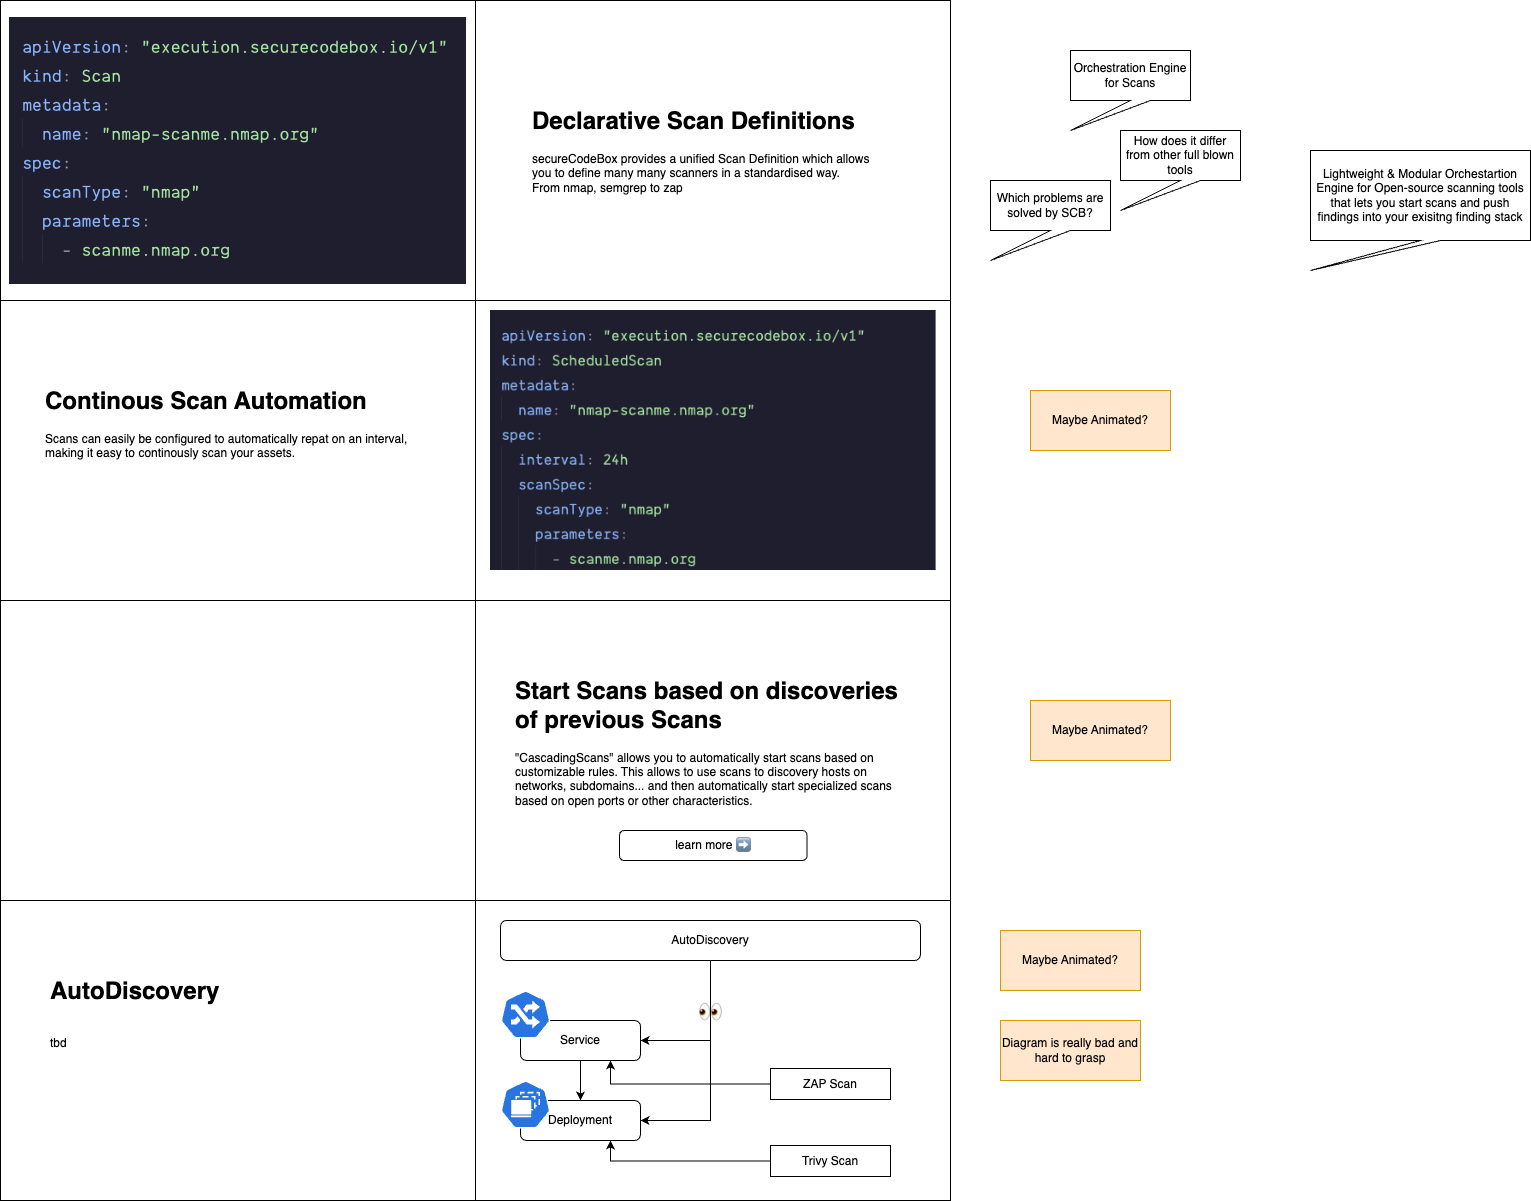 apiVersion: "execution.securecodebox.io/v1"
kind: Scan
metadata:
name: "nmap-scanme.nmap.org"
spec:
scanType: "nmap"
parameters:
- scanme.nmap.org
Declarative Scan Definitions
secureCodeBox provides a unified Scan Definition which allows
you to define many many scanners in a standardised way.
From nmap, semgrep to zap
Orchestration Engine
for Scans
How does it differ
from other full blown
tools
Which problems are
solved by SCB?
Lightweight & Modular Orchestartion
Engine for Open-source scanning tools
that lets you start scans and push
findings into your exisitng finding stack
Continous Scan Automation
Scans can easily be configured to automatically repat on an interval,
making it easy to continously scan your assets.
apiVersion: "execution.securecodebox.io/v1"
kind: ScheduledScan
metadata:
name: "nmap-scanme.nmap.org"
spec:
interval: 24h
scanSpec:
scanType: "nmap"
parameters:
- scanme.nmap.org
Maybe Animated?
Start Scans based on discoveries
of previous Scans
"CascadingScans" allows you to automatically start scans based on
customizable rules. This allows to use scans to discovery hosts on
networks, subdomains... and then automatically start specialized scans
based on open ports or other characteristics.
learn more ➡️
Maybe Animated?
AutoDiscovery
tbd
AutoDiscovery
Service
ZAP Scan
Deployment
Trivy Scan
Maybe Animated?
Diagram is really bad and
hard to grasp